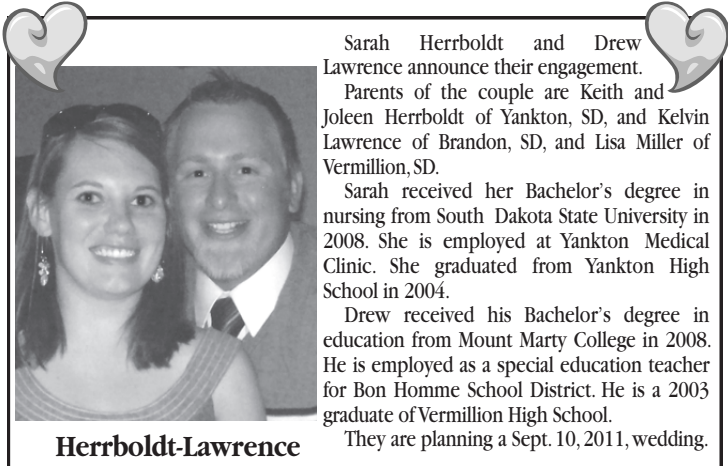 Sarah Herrboldt and Drew
Lawrence announce their engagement.
Parents of the couple are Keith and
Joleen Herrboldt of Yankton, SD, and Kelvin
Lawrence of Brandon, SD, and Lisa Miller of
Vermillion, SD.
Sarah received her Bachelor's degree in
nursing from South Dakota State University in
2008. She is employed at Yankton Medical
Clinic. She graduated from Yankton High
School in 2004.
Drew received his Bachelor's degree in
education from Mount Marty College in 2008.
He is employed as a special education teacher
for Bon Homme School District. He is a 2003
graduate of Vermillion High School.
They are planning a Sept. 10, 2011, wedding.
Herrboldt-Lawrence